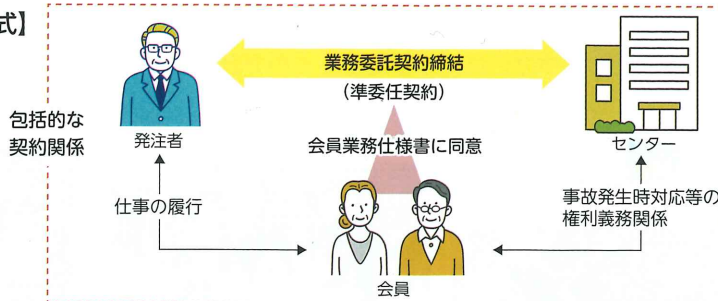 式】
業務委託契約締結
（準委任契約）
包括的な
契約関係
発注者
会員業務仕様書に同意
センター
仕事の履行
事故発生時対応等の
権利義務関係
会員